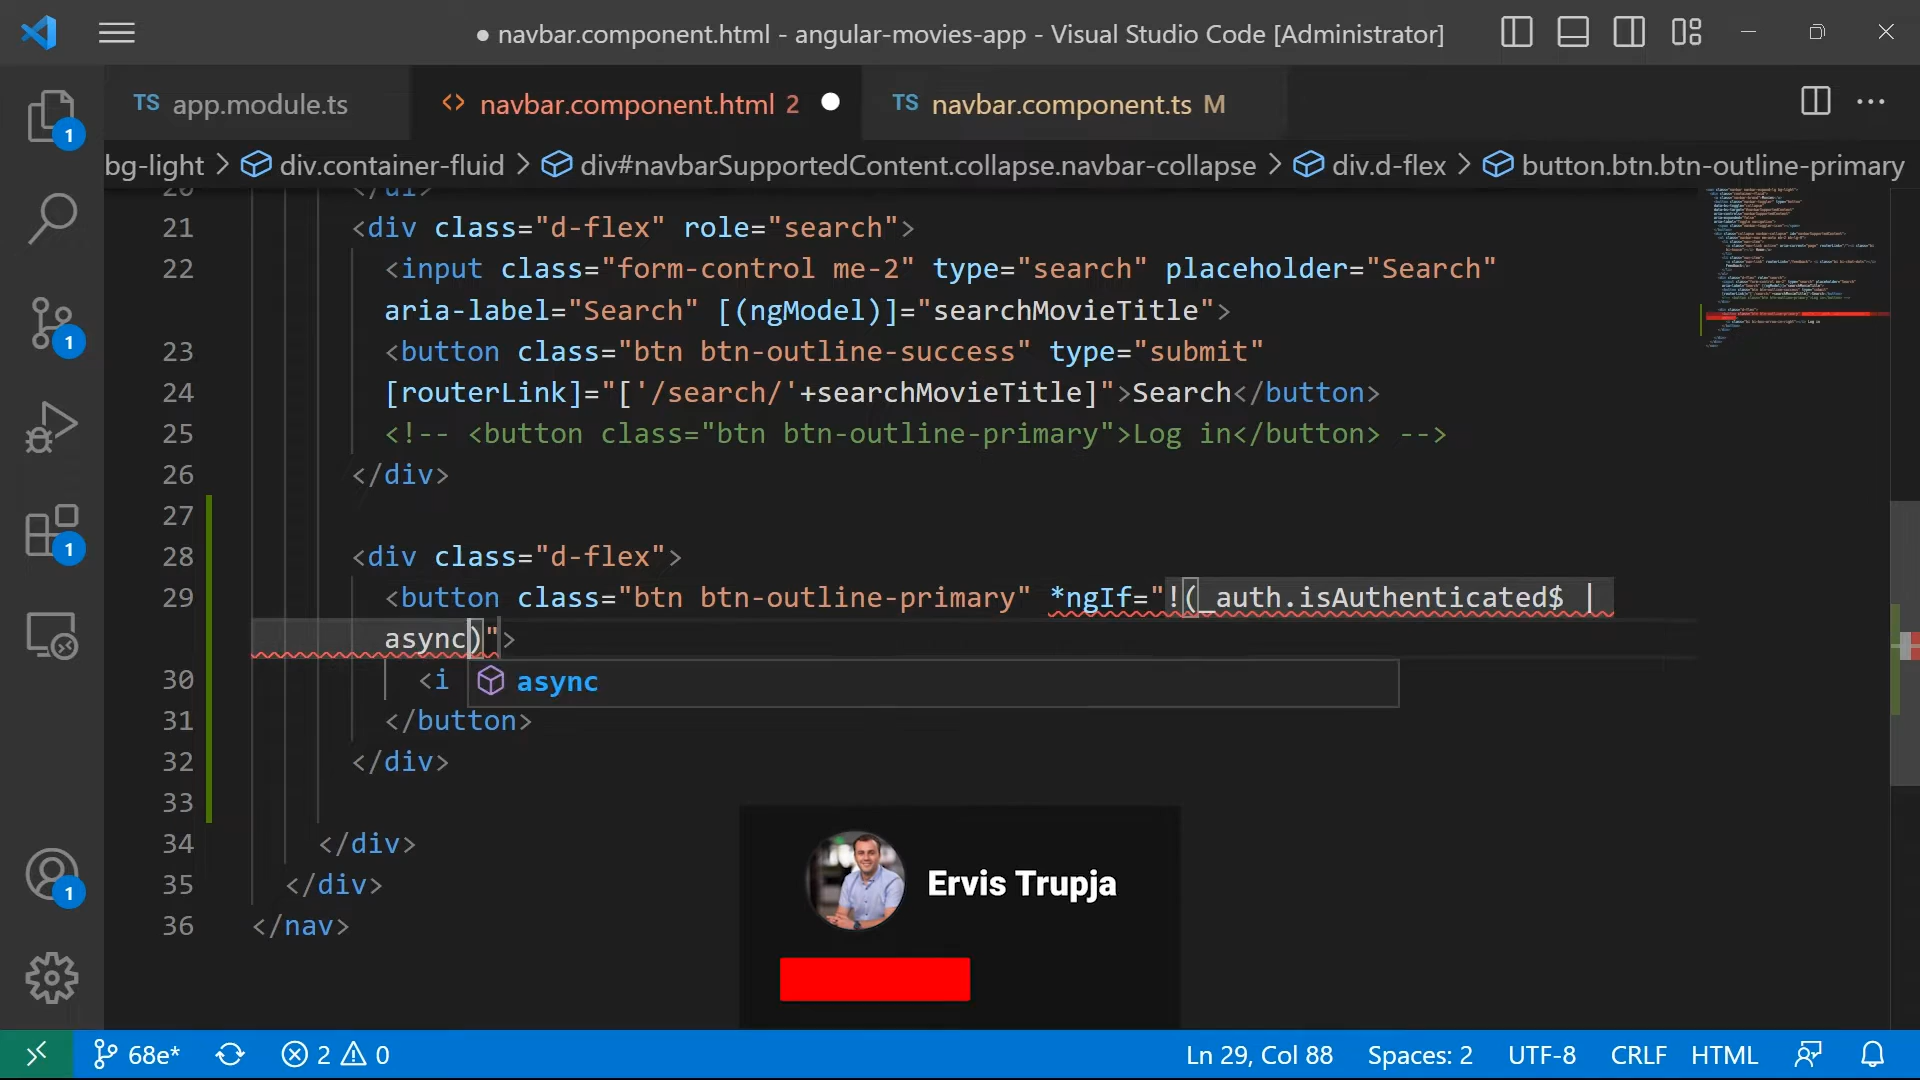 ● navbar.component.html - angular-movies-app - Visual Studio Code [Administrator]
TS app.module.ts
<> navbar.component.html 2 ●
TS navbar.component.ts M
bg-light > div.container-fluid > div#navbarSupportedContent.collapse.navbar-collapse > div.d-flex > button.btn.btn-outline-primary
20 </ul>
21 <div class="d-flex" role="search">
22 <input class="form-control me-2" type="search" placeholder="Search"
aria-label="Search" [(ngModel)]="searchMovieTitle">
23 <button class="btn btn-outline-success" type="submit"
24 [routerLink]="['/search/'+searchMovieTitle]">Search</button>
25 <!-- <button class="btn btn-outline-primary">Log in</button> -->
26 </div>
27
28 <div class="d-flex">
29 <button class="btn btn-outline-primary" *ngIf="!(_auth.isAuthenticated$ |
async)">
30 <i
async
31 </button>
32 </div>
33
34 </div>
35 </div>
36 </nav>
1
1
1
1
Ervis Trupja
68e*
2
0
Ln 29, Col 88
Spaces: 2
UTF-8
CRLF
HTML